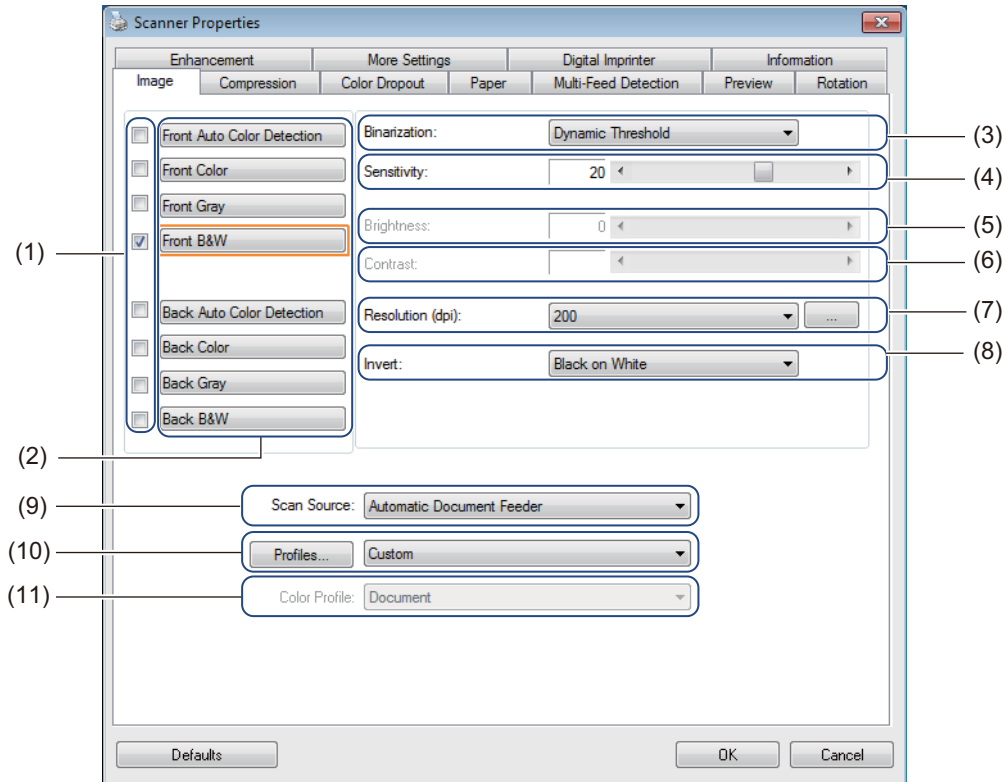 Scanner Properties
Enhancement More Settings Digital Imprinter Information
Image Compression Color Dropout Paper Multi-Feed Detection Preview Rotation
Front Auto Color Detection Binarization: Dynamic Threshold (3)
Front Color Sensitivity: 20 (4)
Front Gray
Brightness: 0 (5)
(1) Front B&W
Contrast: (6)
Back Auto Color Detection Resolution (dpi): 200 ... (7)
Back Color Invert: Black on White (8)
Back Gray
Back B&W
(2)
(9) Scan Source: Automatic Document Feeder
(10) Profiles... Custom
(11) Color Profile: Document
Defaults OK Cancel